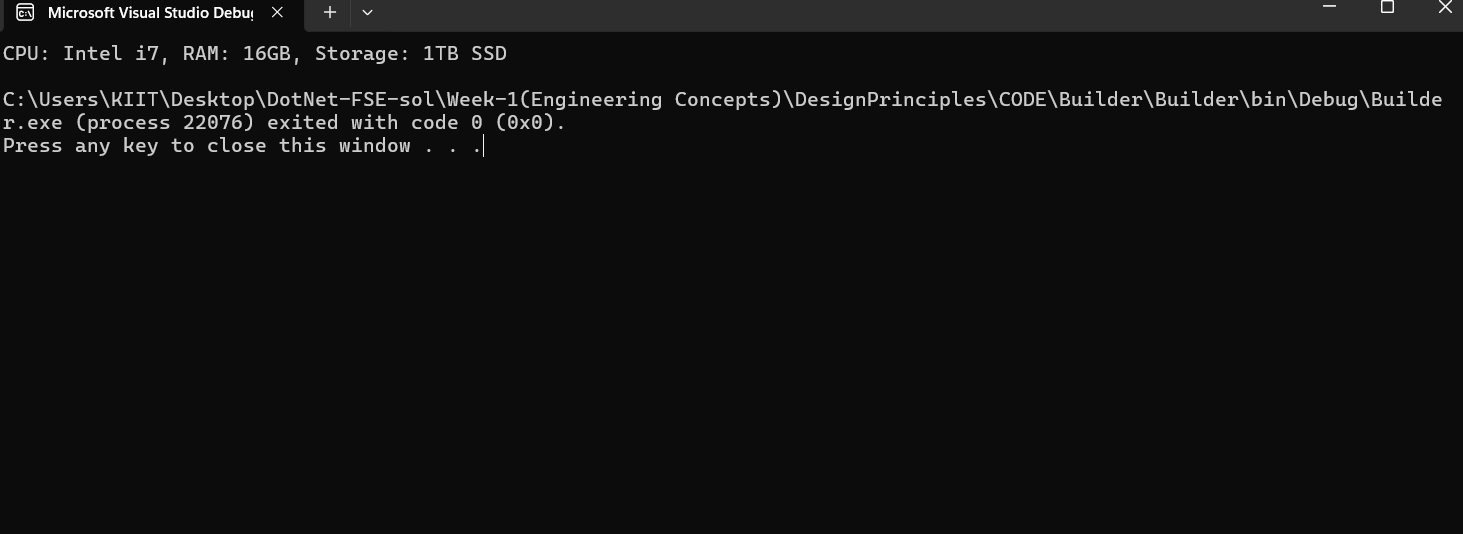 Microsoft Visual Studio Debu
CPU: Intel i7, RAM: 16GB, Storage: 1TB SSD
C:\Users\KIIT\Desktop\DotNet-FSE-sol\Week-1(Engineering Concepts)\DesignPrinciples\CODE\Builder\Builder\bin\Debug\Builde
r.exe (process 22076) exited with code 0 (0x0).
Press any key to close this window . . .